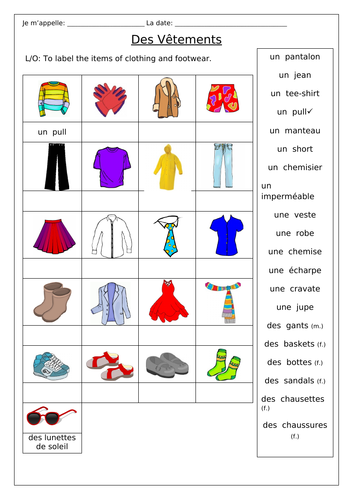 Je m'appelle: ______________________ La date: ______________________________
Des Vêtements
L/O: To label the items of clothing and footwear.
un pull
des lunettes
de soleil
un pantalon
un jean
un tee-shirt
un pull✓
un manteau
un short
un chemisier
un
imperméable
une veste
une robe
une chemise
une écharpe
une cravate
une jupe
des gants (m.)
des baskets (f.)
des bottes (f.)
des sandals (f.)
des chausettes
(f.)
des chaussures
(f.)